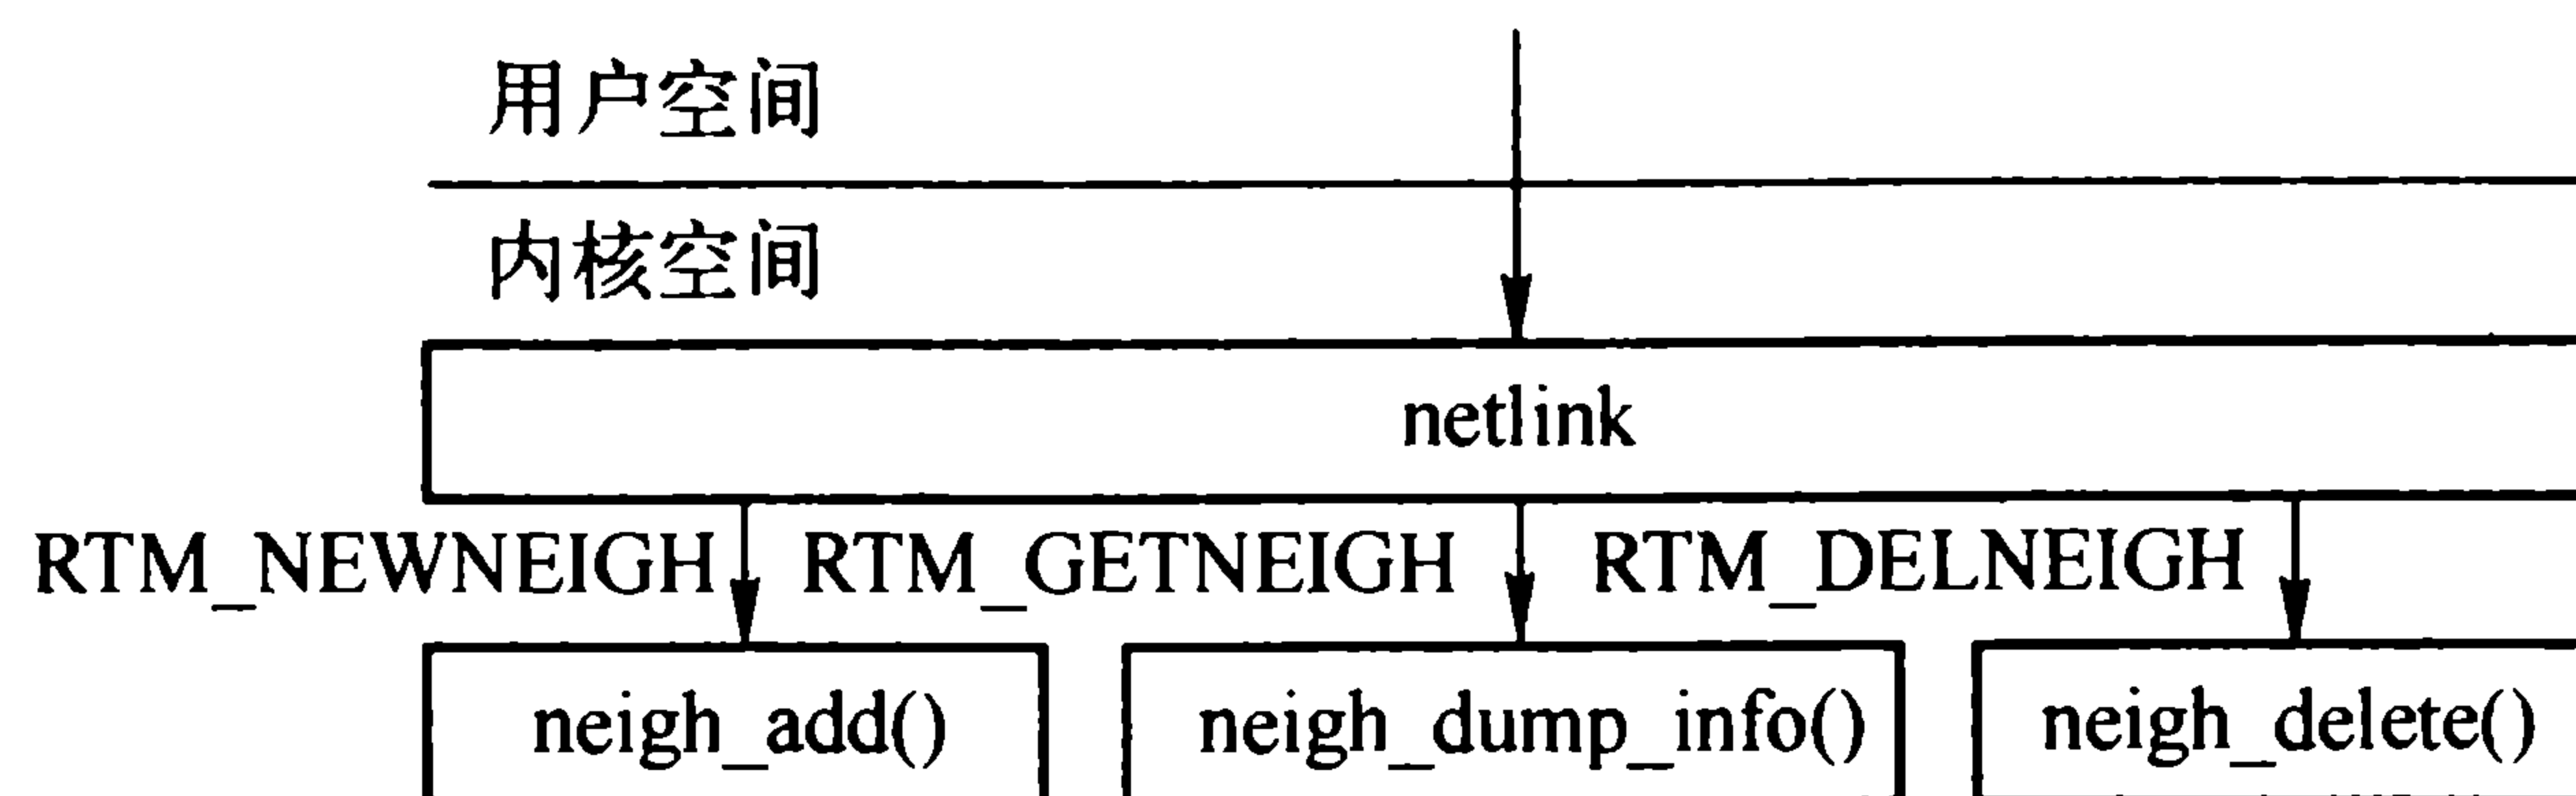 用户空间
内核空间
netlink
RTM_NEWNEIGH RTM_GETNEIGH RTM_DELNEIGH
neigh_add() neigh_dump_info() neigh_delete()